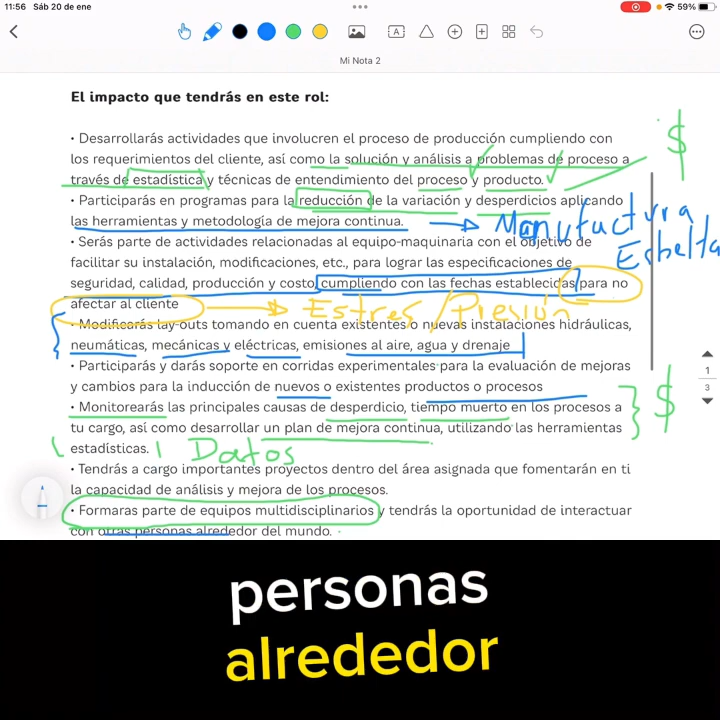 11:56 Sáb 20 de ene
59%
A
Mi Nota 2
El impacto que tendrás en este rol:
• Desarrollarás actividades que involucren el proceso de producción cumpliendo con
los requerimientos del cliente, así como la solución y análisis a problemas de proceso a
través de estadística y técnicas de entendimiento del proceso y producto.
$
• Participarás en programas para la reducción de la variación y desperdicios aplicando
las herramientas y metodología de mejora continua.
Manufactura
Esbelta
• Serás parte de actividades relacionadas al equipo-maquinaria con el objetivo de
facilitar su instalación, modificaciones, etc., para lograr las especificaciones de
seguridad, calidad, producción y costo, cumpliendo con las fechas establecidas para no
afectar al cliente
Estres/Presión
• Modificarás lay-outs tomando en cuenta existentes o nuevas instalaciones hidráulicas,
neumáticas, mecánicas y eléctricas, emisiones al aire, agua y drenaje
• Participarás y darás soporte en corridas experimentales para la evaluación de mejoras
y cambios para la inducción de nuevos o existentes productos o procesos
1
3
• Monitorearás las principales causas de desperdicio, tiempo muerto en los procesos a
tu cargo, así como desarrollar un plan de mejora continua, utilizando las herramientas
estadísticas.
$
Datos
• Tendrás a cargo importantes proyectos dentro del área asignada que fomentarán en ti
la capacidad de análisis y mejora de los procesos.
• Formaras parte de equipos multidisciplinarios y tendrás la oportunidad de interactuar
con otras personas alrededor del mundo.
personas
alrededor